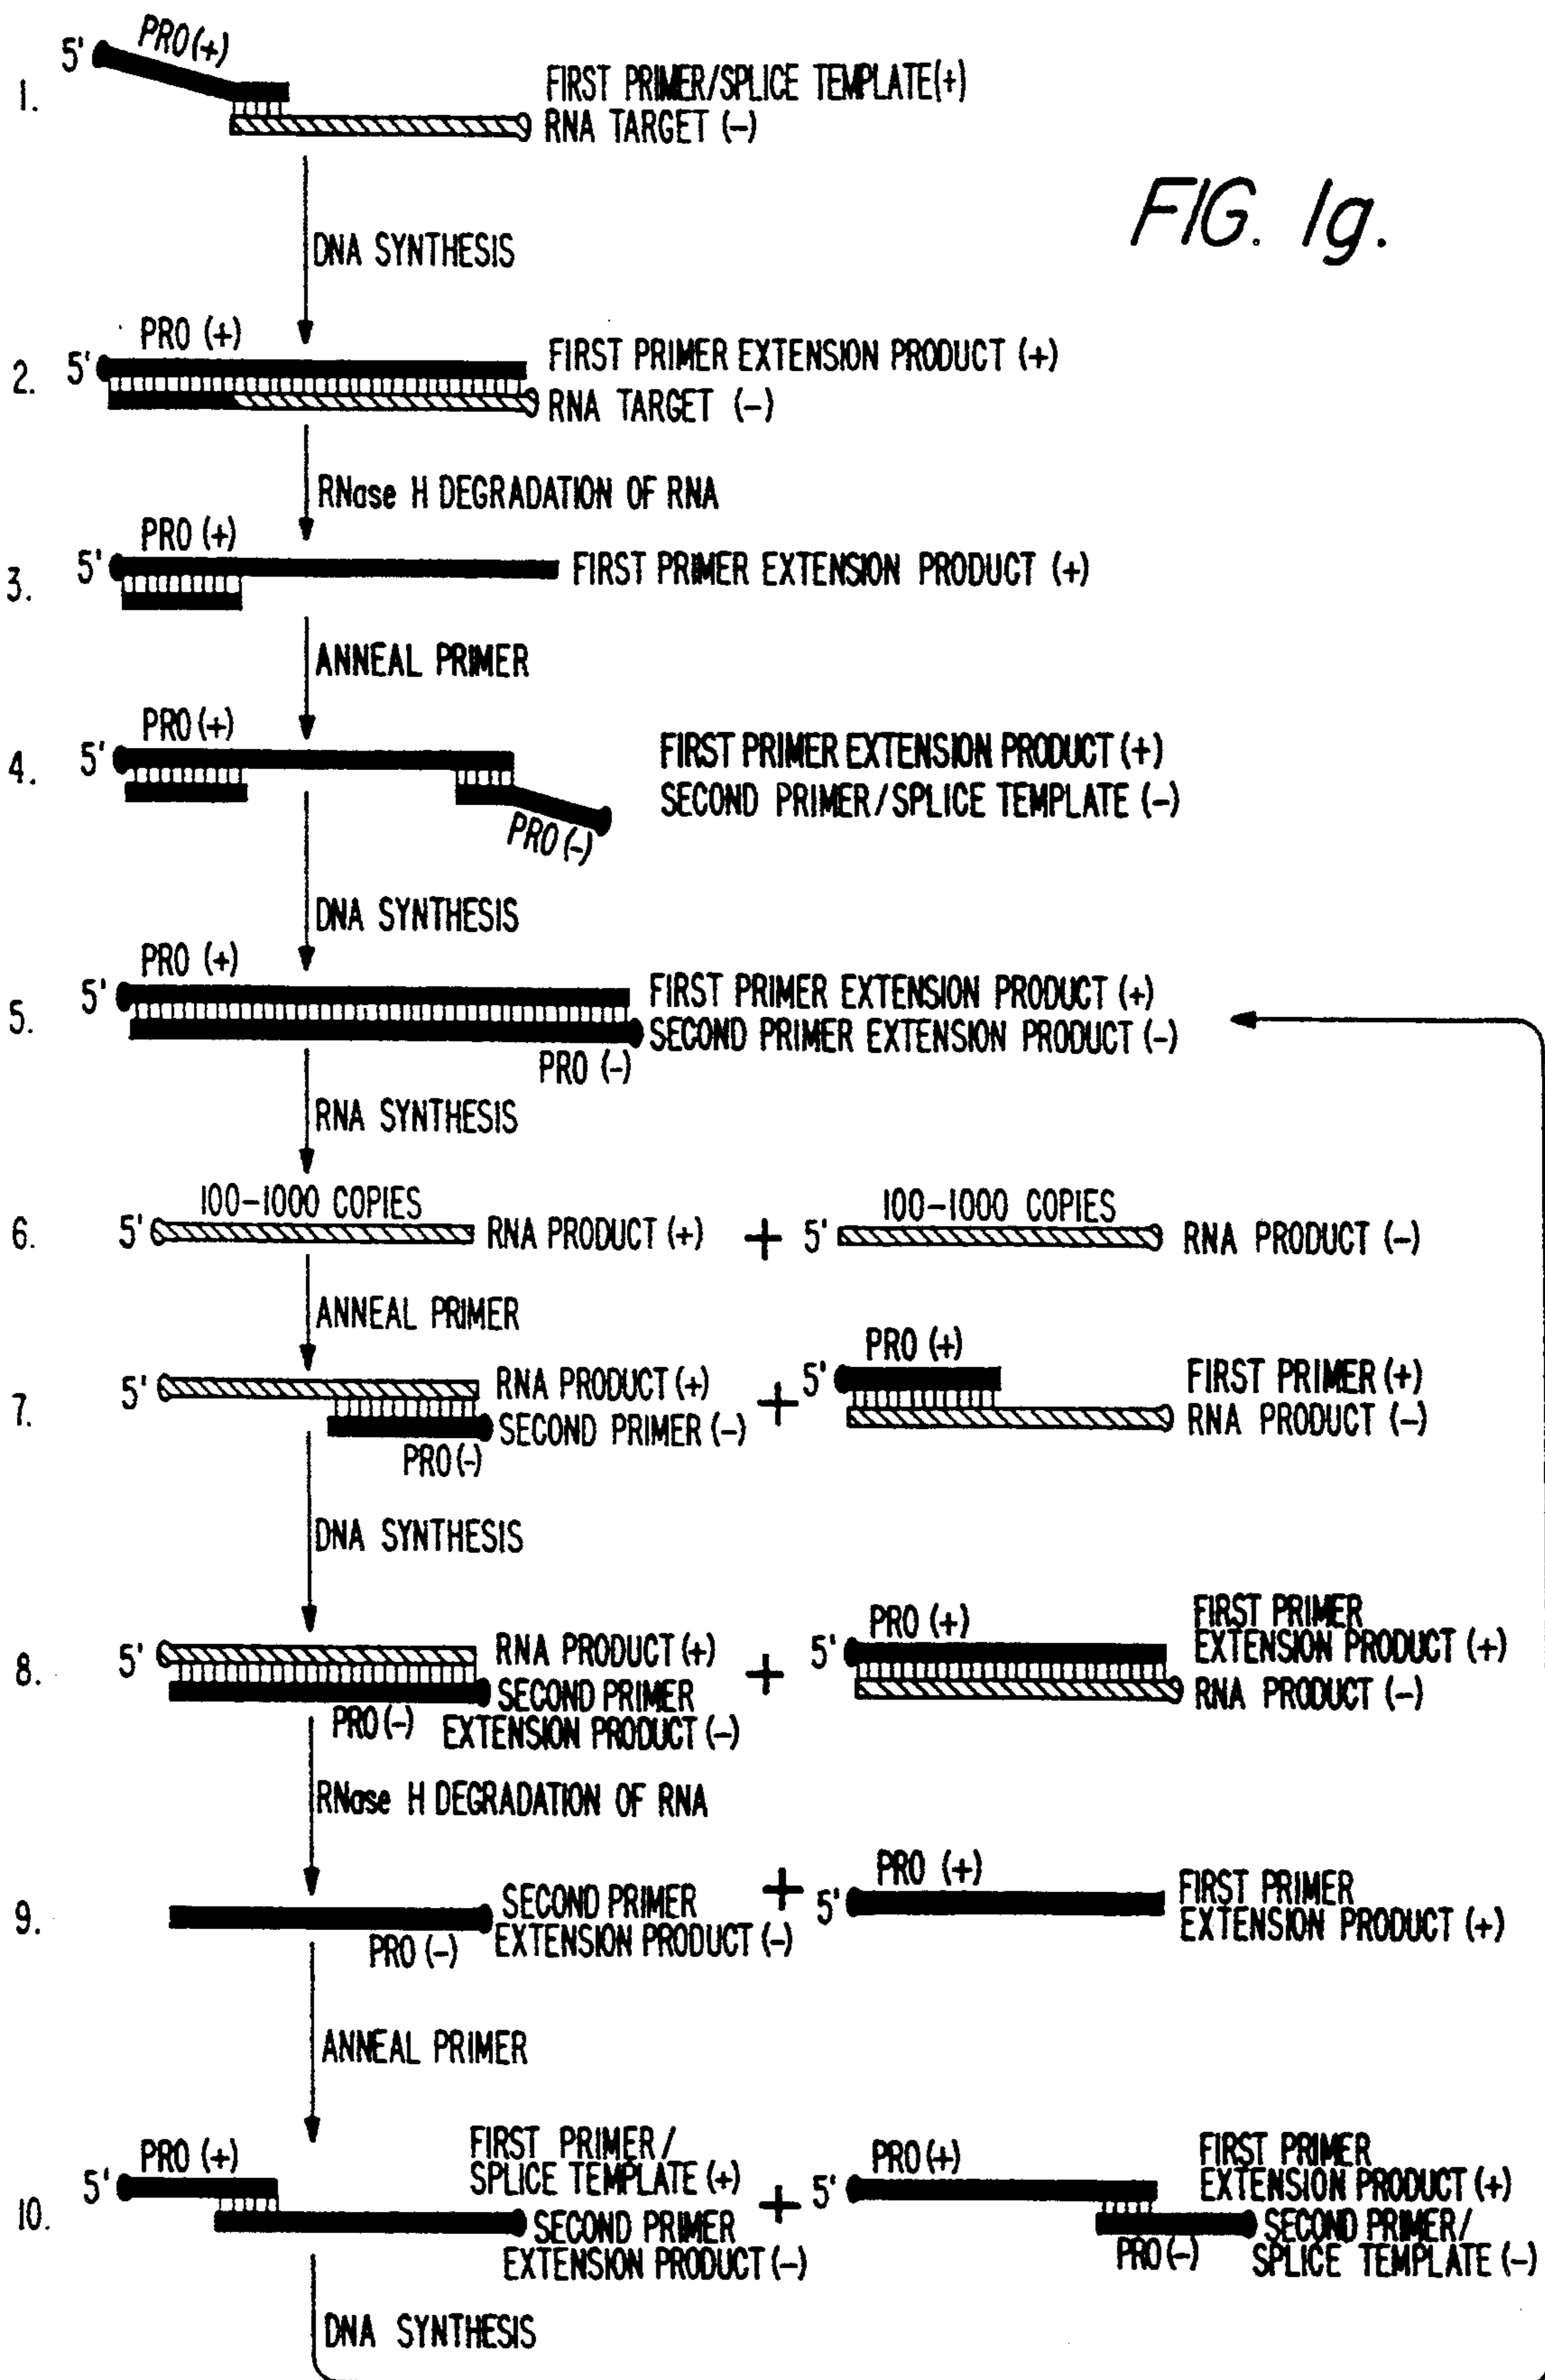 5' PRO(+)
1.
FIRST PRIMER/SPLICE TEMPLATE(+)
RNA TARGET (-)
FIG. 1g.
DNA SYNTHESIS
PRO (+)
2. 5' FIRST PRIMER EXTENSION PRODUCT (+)
RNA TARGET (-)
RNase H DEGRADATION OF RNA
PRO (+)
3. 5' FIRST PRIMER EXTENSION PRODUCT (+)
ANNEAL PRIMER
PRO(+)
4. 5' FIRST PRIMER EXTENSION PRODUCT (+)
SECOND PRIMER/SPLICE TEMPLATE (-)
PRO(-)
DNA SYNTHESIS
PRO (+)
5. 5' FIRST PRIMER EXTENSION PRODUCT (+)
SECOND PRIMER EXTENSION PRODUCT (-)
PRO (-)
RNA SYNTHESIS
100-1000 COPIES
6. 5' RNA PRODUCT (+) +
100-1000 COPIES
5' RNA PRODUCT (-)
ANNEAL PRIMER
7. 5' RNA PRODUCT (+) +
SECOND PRIMER (-)
PRO(-)
PRO (+)
5' FIRST PRIMER (+)
RNA PRODUCT (-)
DNA SYNTHESIS
8. 5' RNA PRODUCT (+) +
SECOND PRIMER
PRO(-) EXTENSION PRODUCT (-)
PRO (+)
5' FIRST PRIMER
EXTENSION PRODUCT (+)
RNA PRODUCT (-)
RNase H DEGRADATION OF RNA
9. SECOND PRIMER +
EXTENSION PRODUCT (-)
PRO (-)
PRO (+)
5' FIRST PRIMER
EXTENSION PRODUCT (+)
ANNEAL PRIMER
PRO (+)
10. 5' FIRST PRIMER/
SPLICE TEMPLATE (+) +
SECOND PRIMER
EXTENSION PRODUCT (-)
PRO(+)
5' FIRST PRIMER
EXTENSION PRODUCT (+)
SECOND PRIMER/
PRO(-) SPLICE TEMPLATE (-)
DNA SYNTHESIS